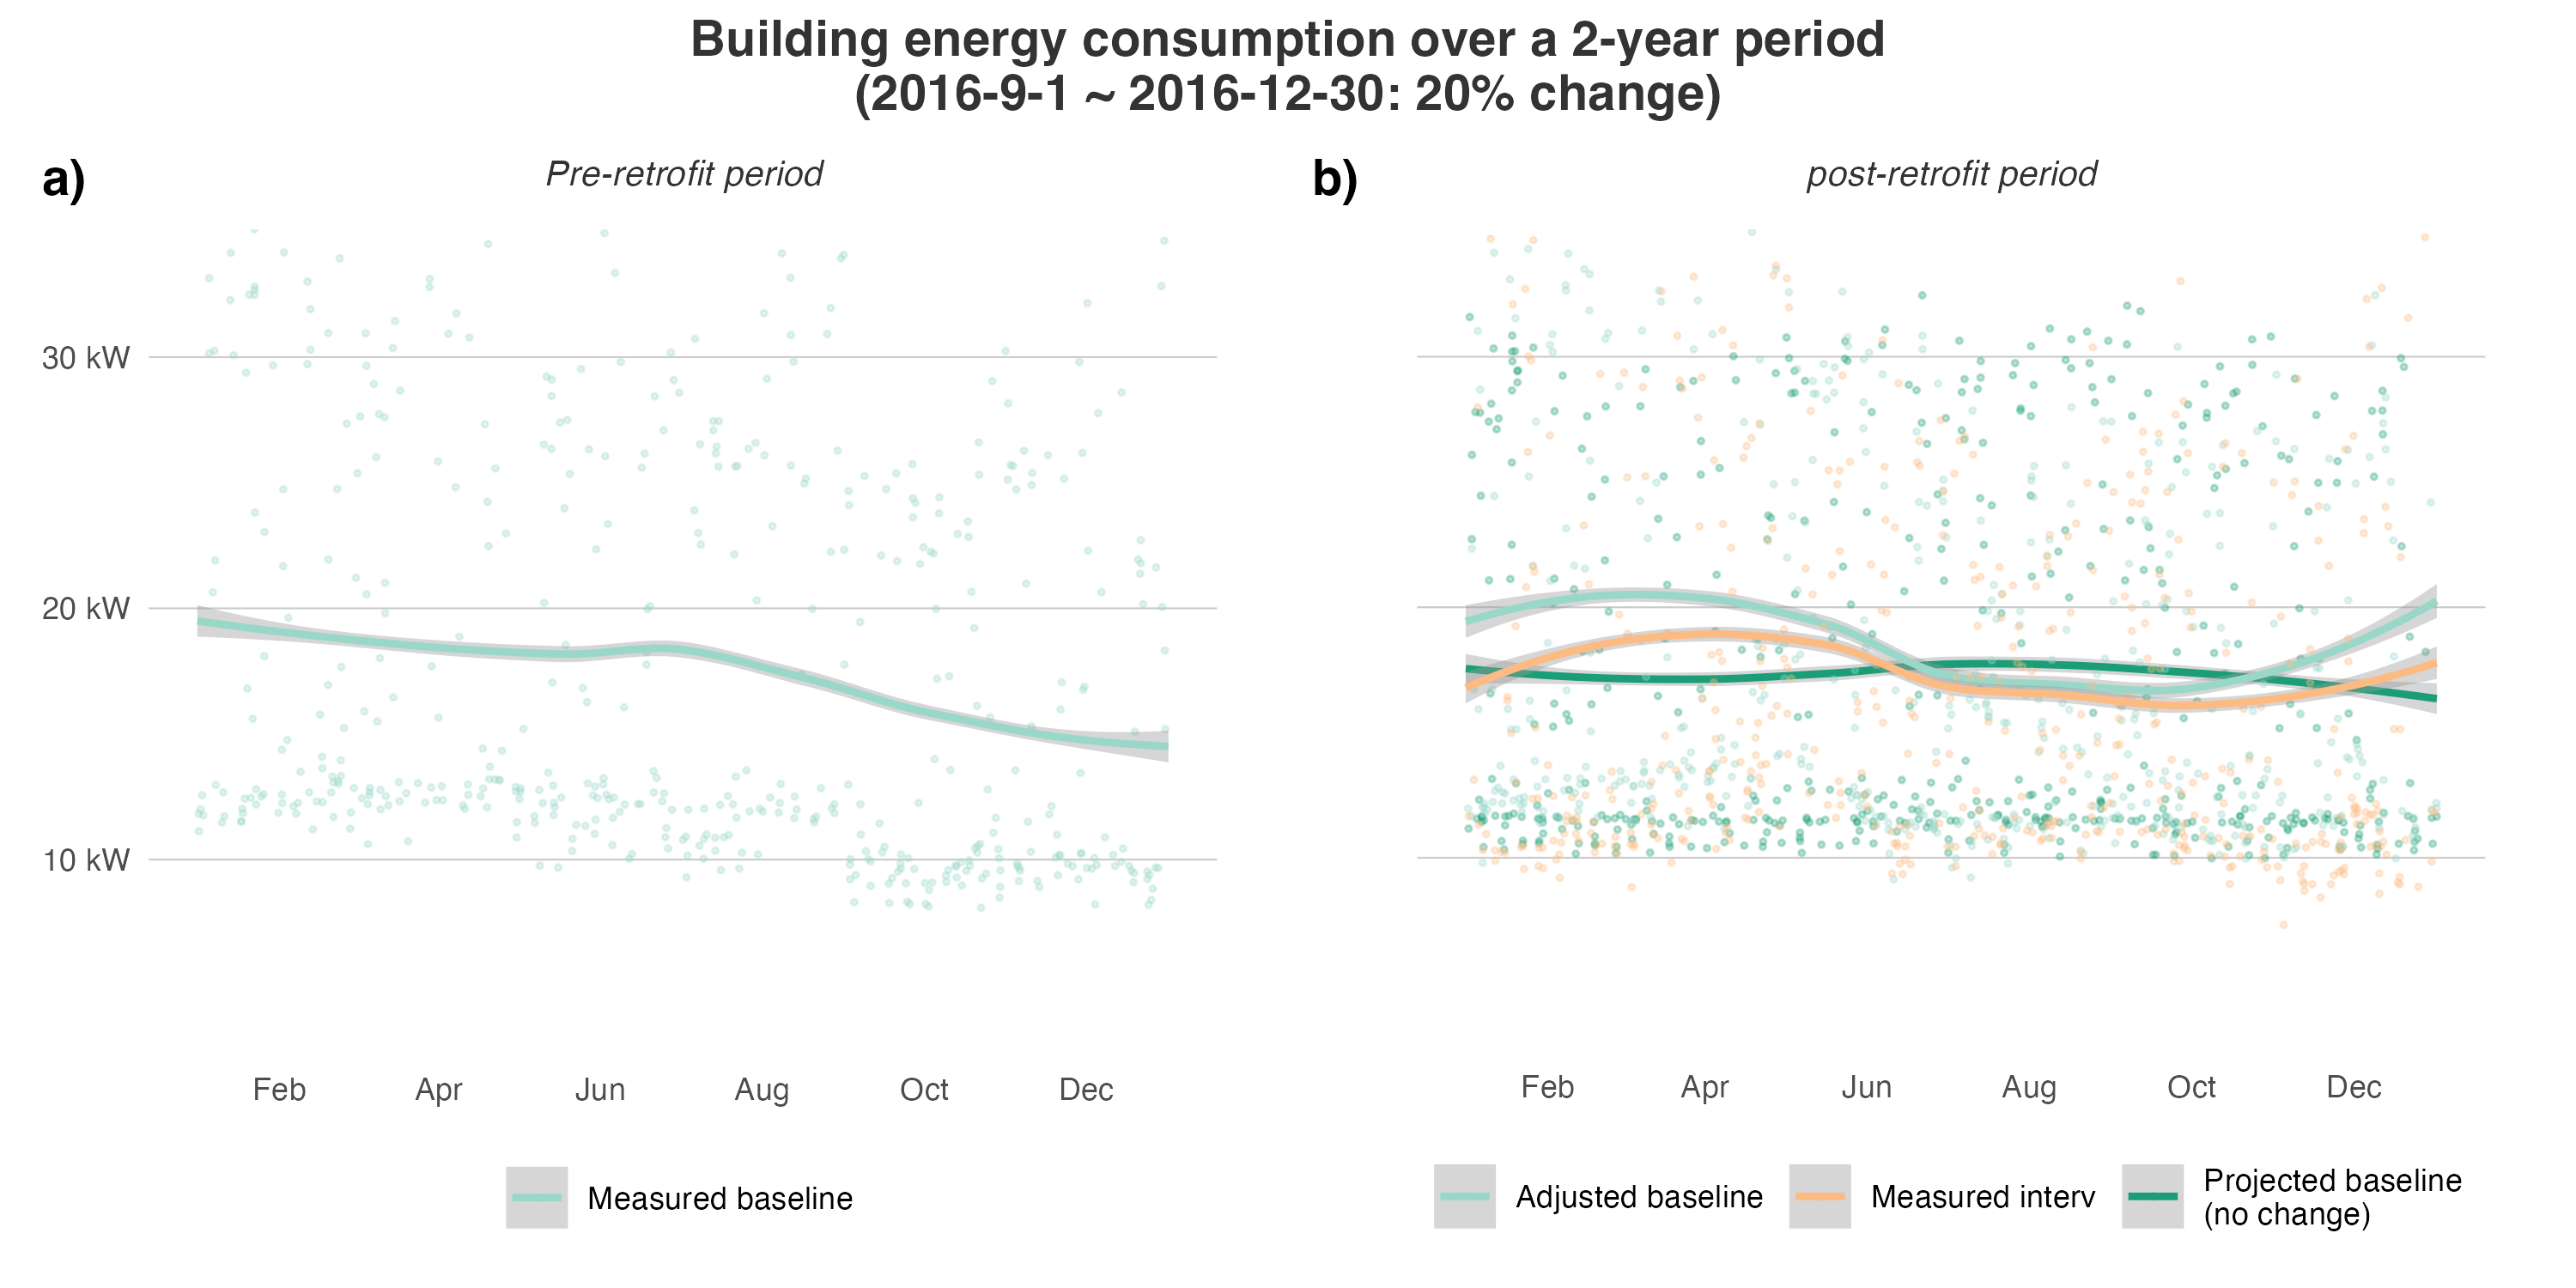 Building energy consumption over a 2-year period
(2016-9-1 ~ 2016-12-30: 20% change)
a)
Pre-retrofit period
30 kW
20 kW
10 kW
Feb Apr Jun Aug Oct Dec
Measured baseline
b)
post-retrofit period
Feb Apr Jun Aug Oct Dec
Adjusted baseline
Measured interv
Projected baseline
(no change)